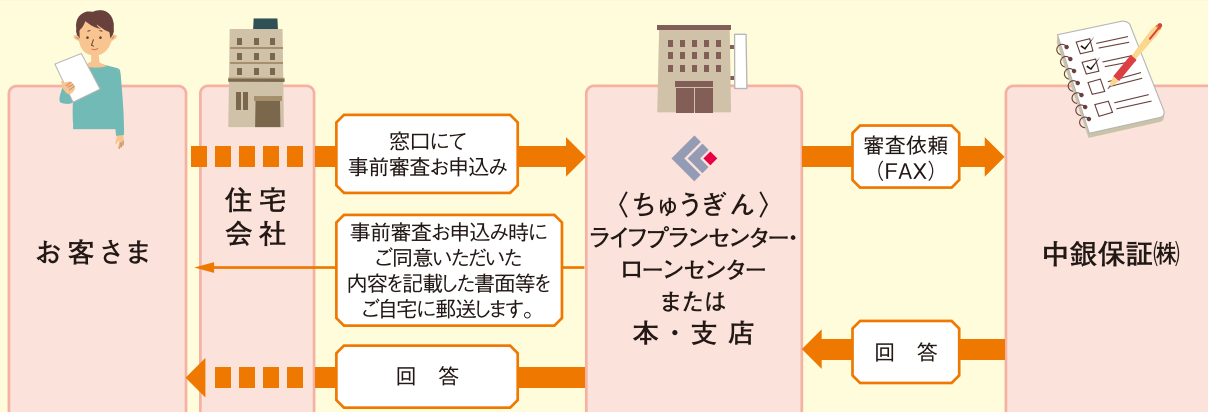 お客さま
住宅
会社
窓口にて
事前審査お申込み
事前審査お申込み時に
ご同意いただいた
内容を記載した書面等を
ご自宅に郵送します。
回 答
〈ちゅうぎん〉
ライフプランセンター・
ローンセンター
または
本・支店
審査依頼
（FAX）
回 答
中銀保証㈱